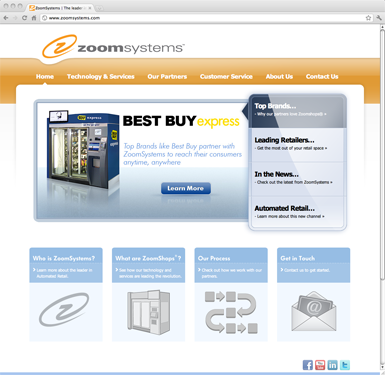 ZoomSystems | The leader
www.zoomsystems.com
zoomsystems
Home Technology & Services Our Partners Customer Service About Us Contact Us
BEST BUY express
Top Brands like Best Buy partner with
ZoomSystems to reach their consumers
anytime, anywhere
Learn More
Top Brands...
- Why our partners love Zoomshops! »
Leading Retailers...
- Get the most out of your retail space »
In the News...
- Check out the latest from ZoomSystems »
Automated Retail...
- Learn more about this new channel »
Who is ZoomSystems?
Learn more about the leader in
automated retail.
What are ZoomShops?
See how our technology and
services are leading the revolution.
Our Process
Check out how we work with our
partners.
Get in Touch
Contact us to get started.